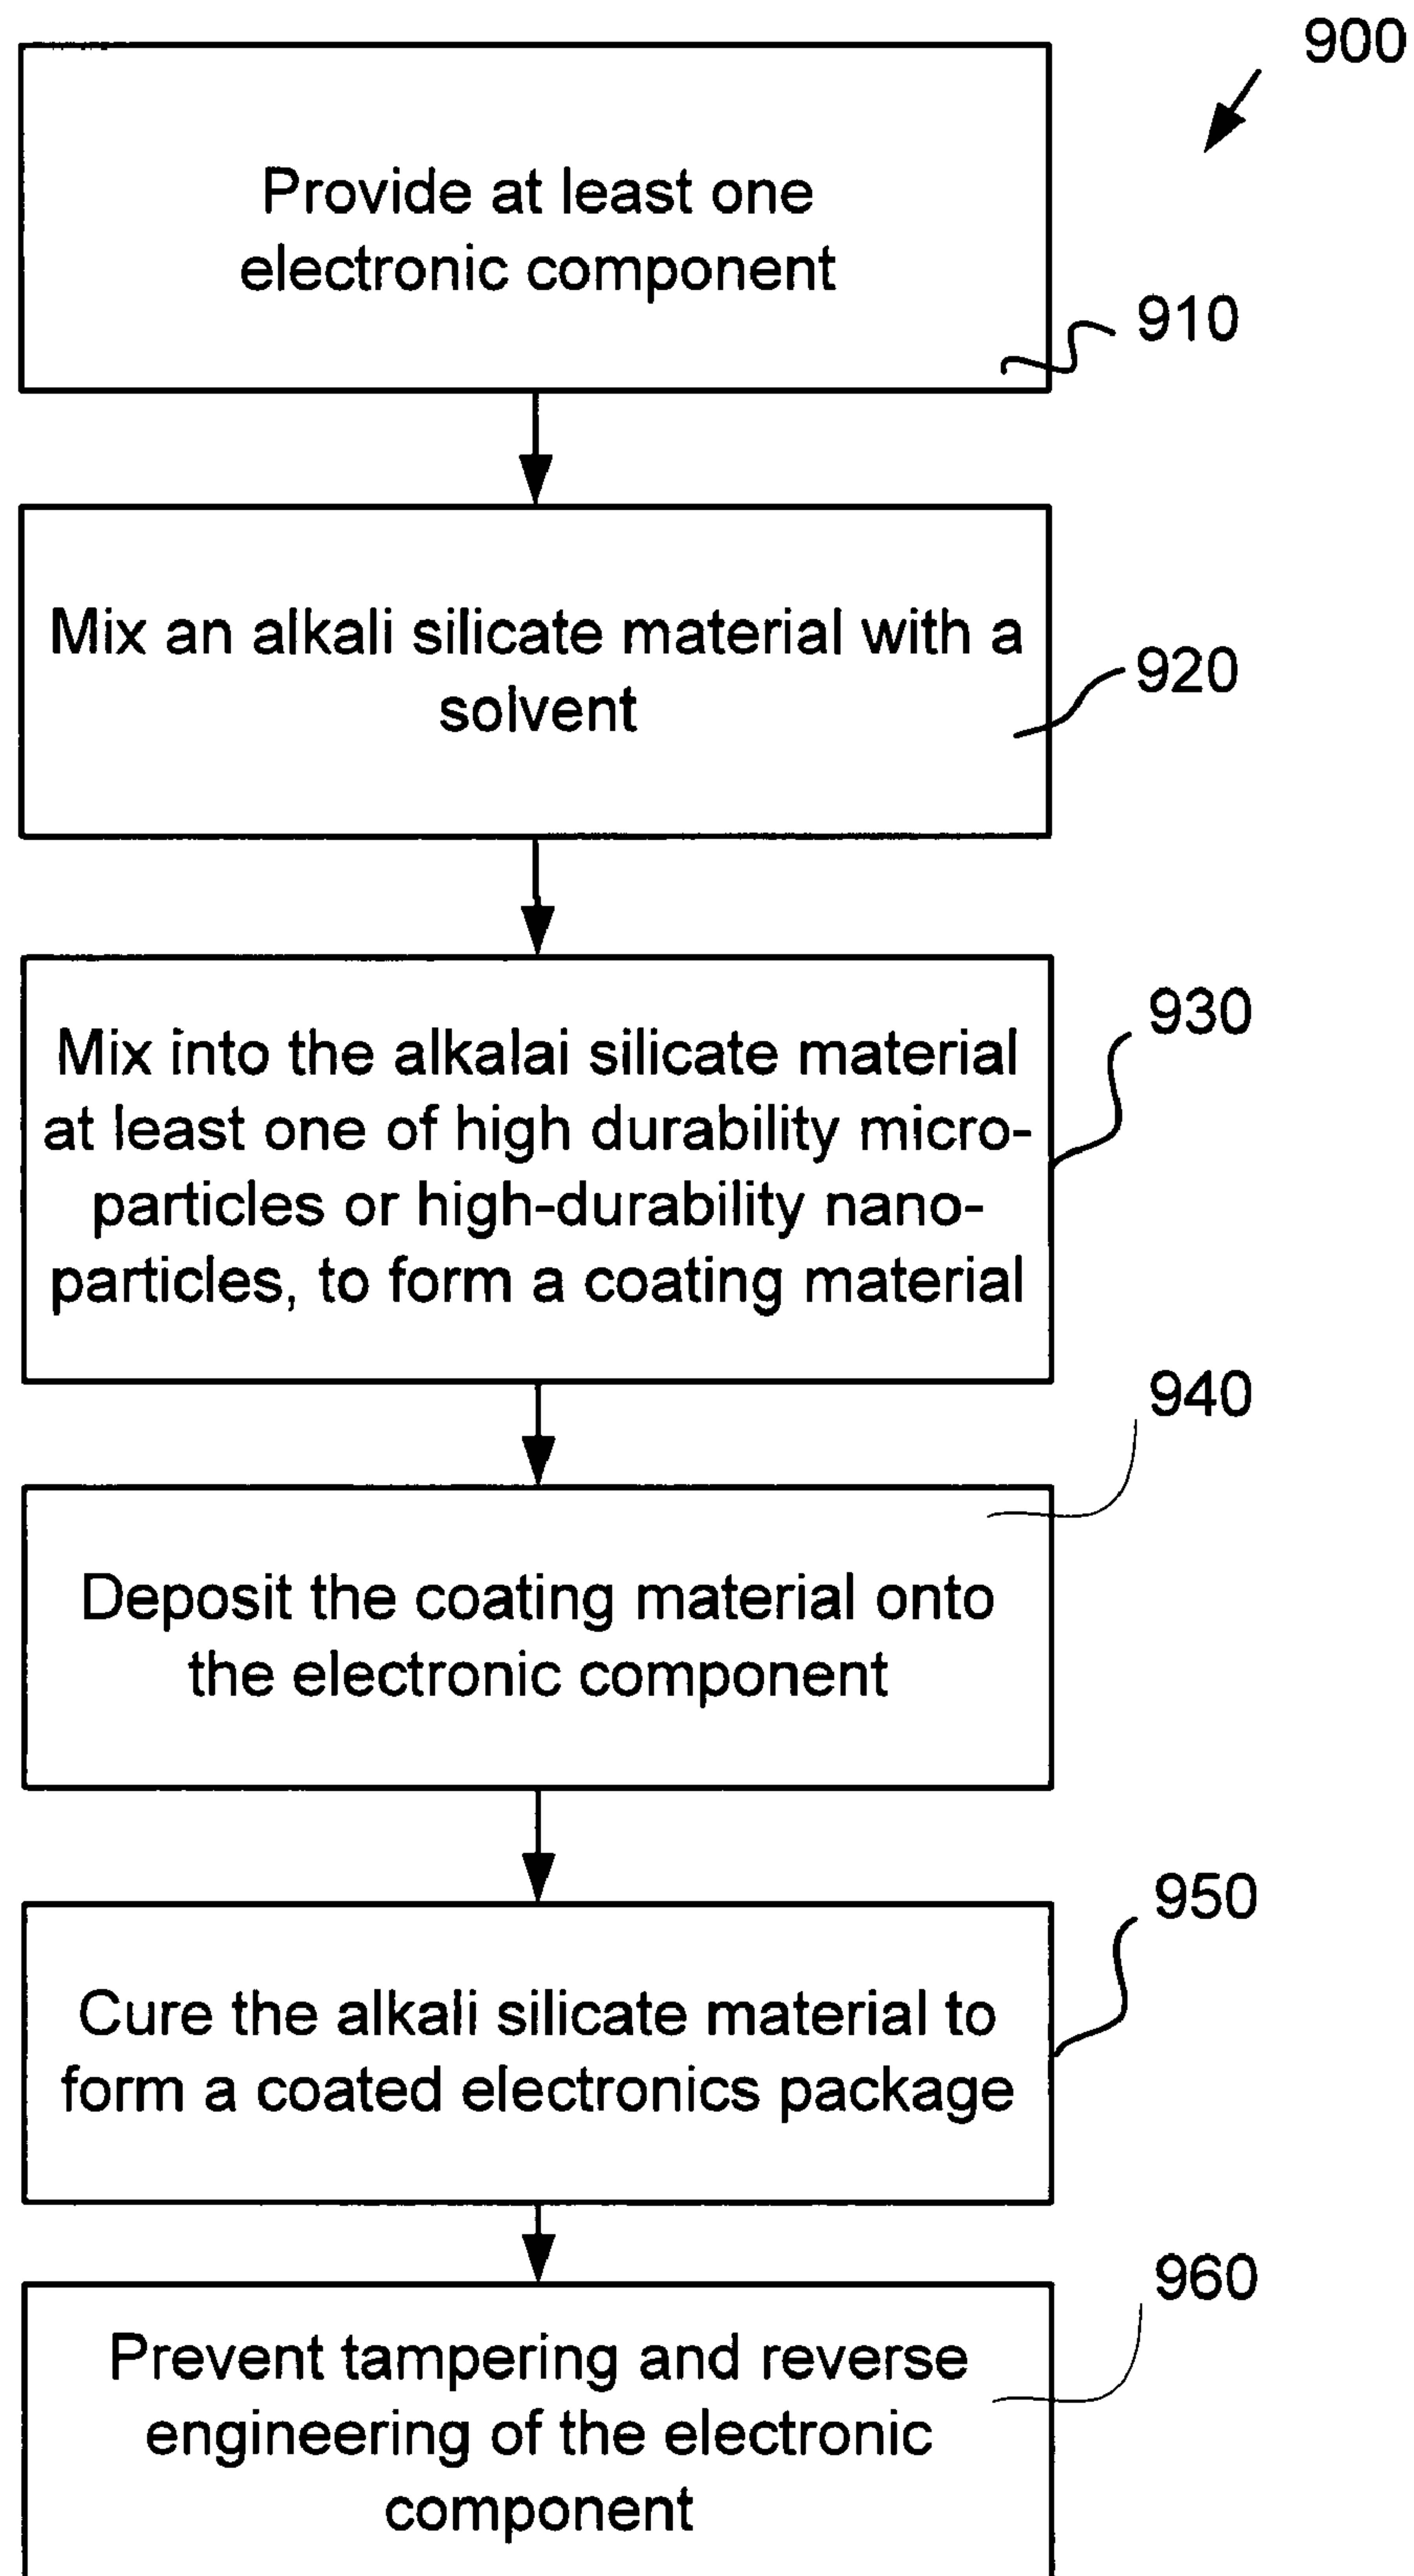 900
Provide at least one
electronic component
910
Mix an alkali silicate material with a
solvent
920
930
Mix into the alkalai silicate material
at least one of high durability micro-
particles or high-durability nano-
particles, to form a coating material
940
Deposit the coating material onto
the electronic component
950
Cure the alkali silicate material to
form a coated electronics package
960
Prevent tampering and reverse
engineering of the electronic
component